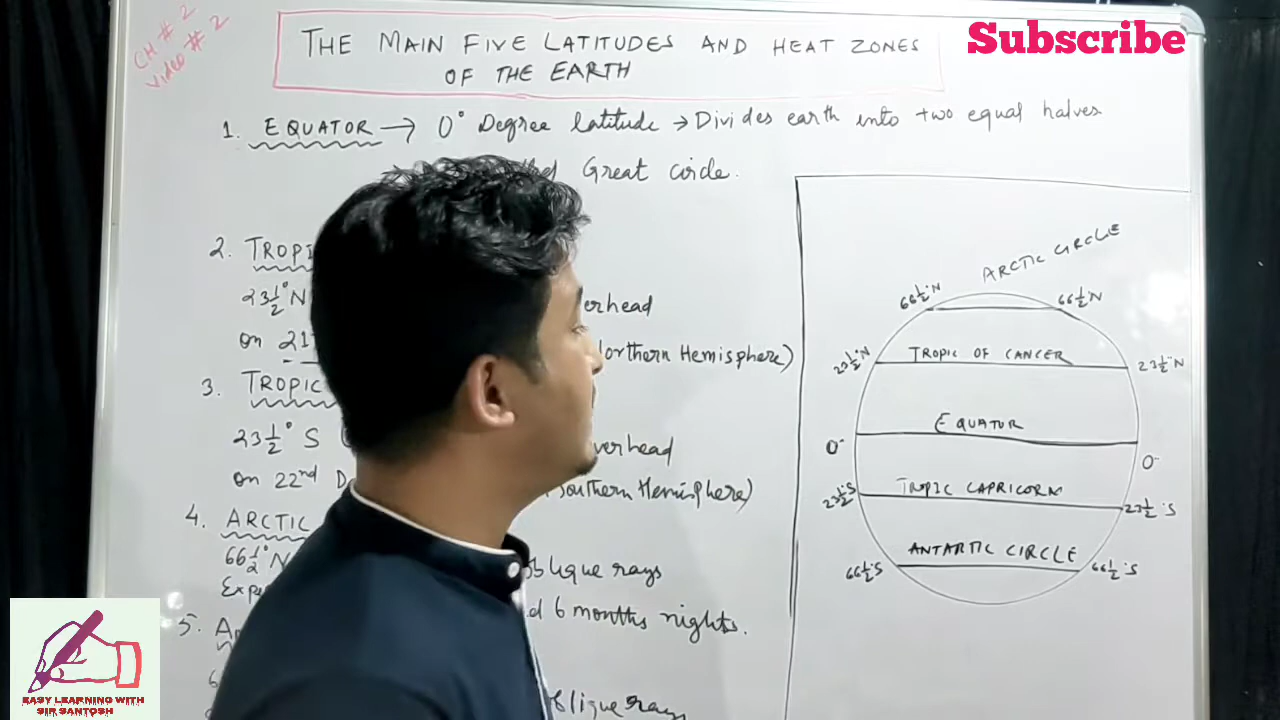 CH # 2
Video # 2
Subscribe
THE MAIN FIVE LATITUDES AND HEAT ZONES
OF THE EARTH
1. EQUATOR → 0° Degree latitude → Divides earth into two equal halves
Great circle.
2.
23½° N
on
erhead
Northern Hemisphere)
3. TROPIC
23½° S
verhead
on 22nd
Southern Hemisphere)
4. ARCTIC
66½° N
oblique rays
6 months nights.
5.
oblique rays
ARCTIC CIRCLE
66½° N 66½° N
23½° N TROPIC OF CANCER 23½° N
EQUATOR
0° 0°
23½° S TROPIC CAPRICORN 23½° S
ANTARTIC CIRCLE
66½° S 66½° S
EASY LEARNING WITH
SIR SANTOSH